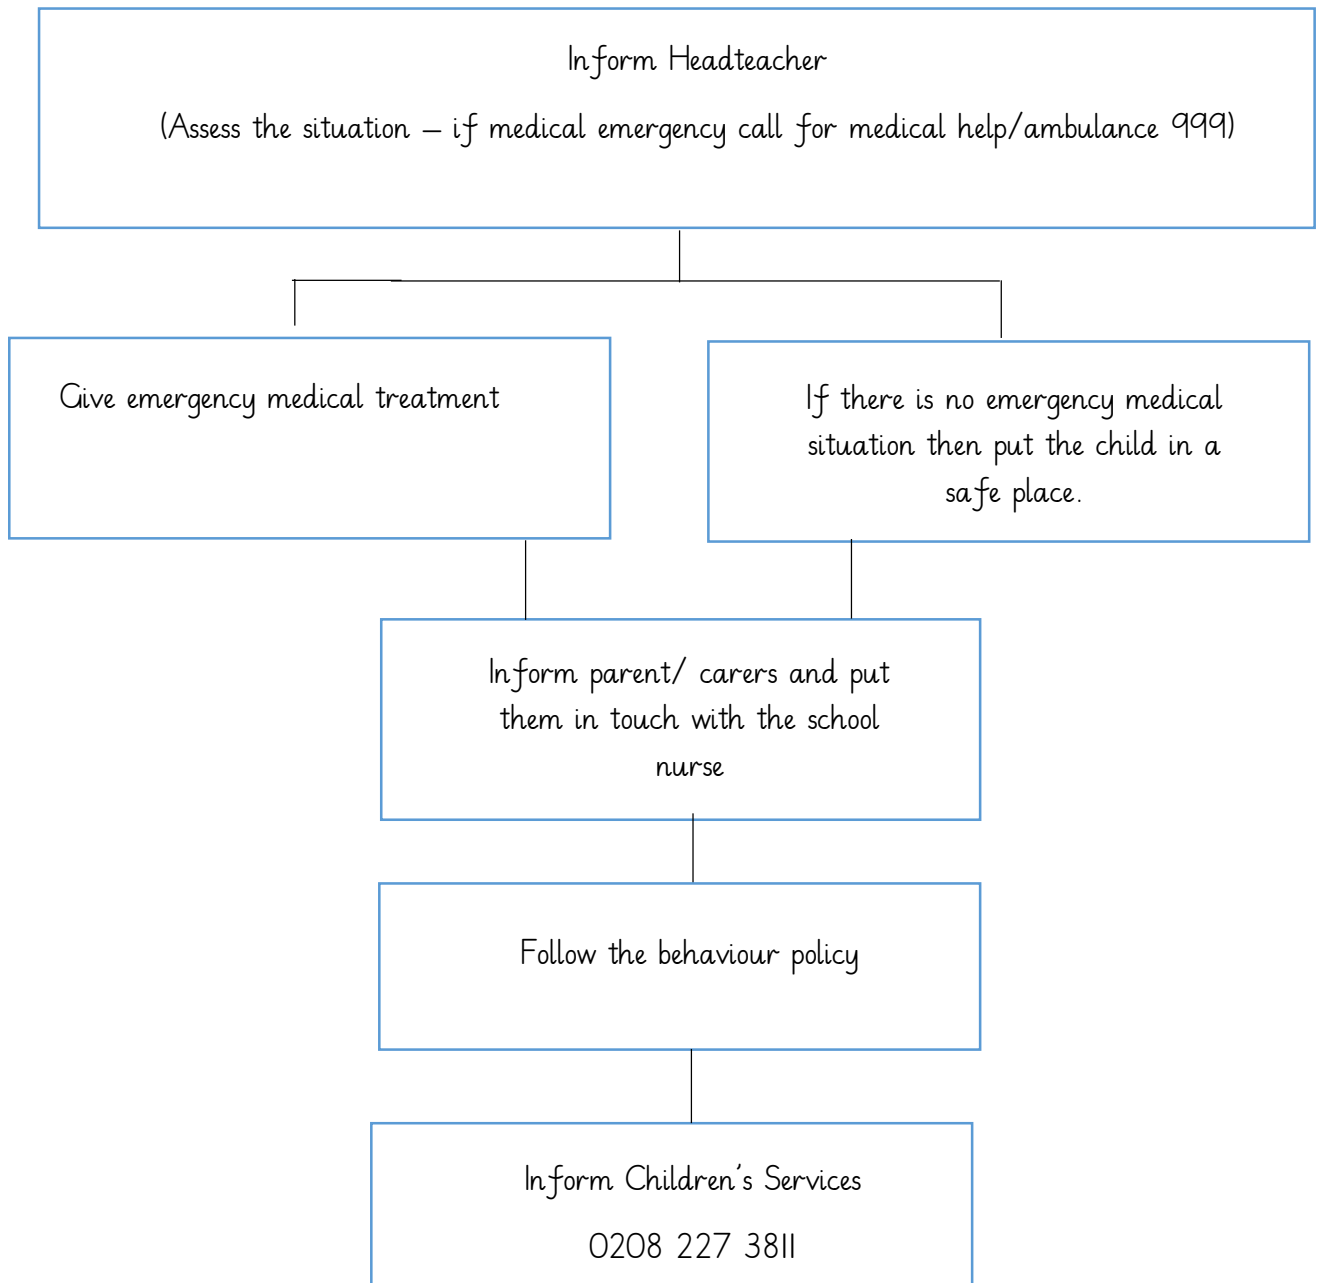 Inform Headteacher
(Assess the situation – if medical emergency call for medical help/ambulance 999)
Give emergency medical treatment
If there is no emergency medical
situation then put the child in a
safe place.
Inform parent/ carers and put
them in touch with the school
nurse
Follow the behaviour policy
Inform Children's Services
0208 227 3811